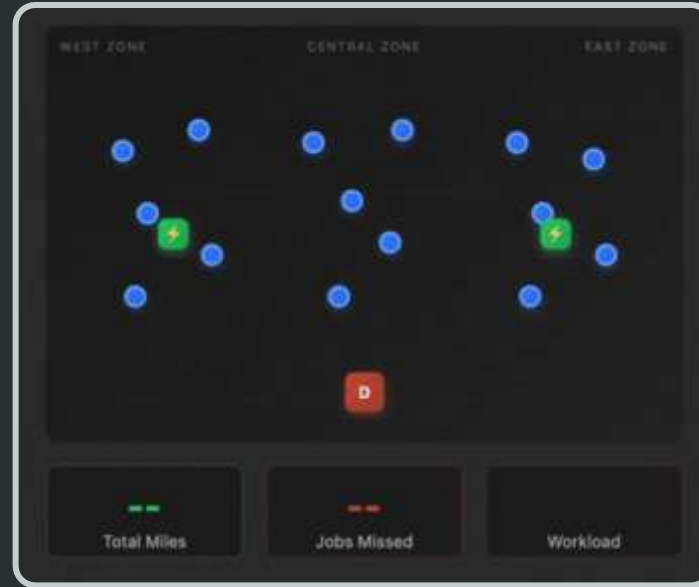 WEST ZONE
CENTRAL ZONE
EAST ZONE
D
-- 
Total Miles
--
Jobs Missed
Workload